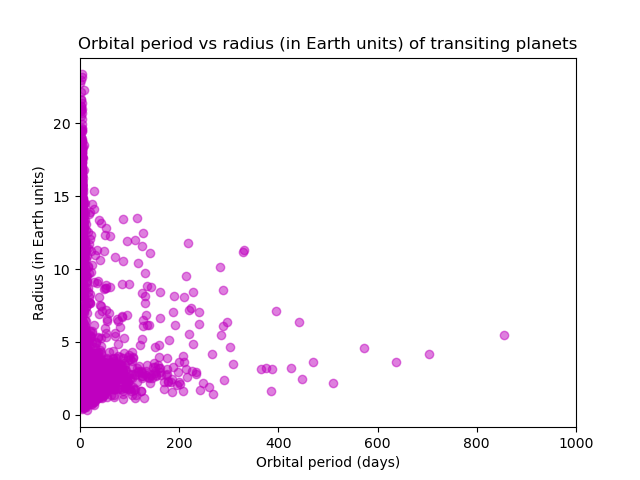 Orbital period vs radius (in Earth units) of transiting planets
Radius (in Earth units)
20
15
10
5
0
0 200 400 600 800 1000
Orbital period (days)